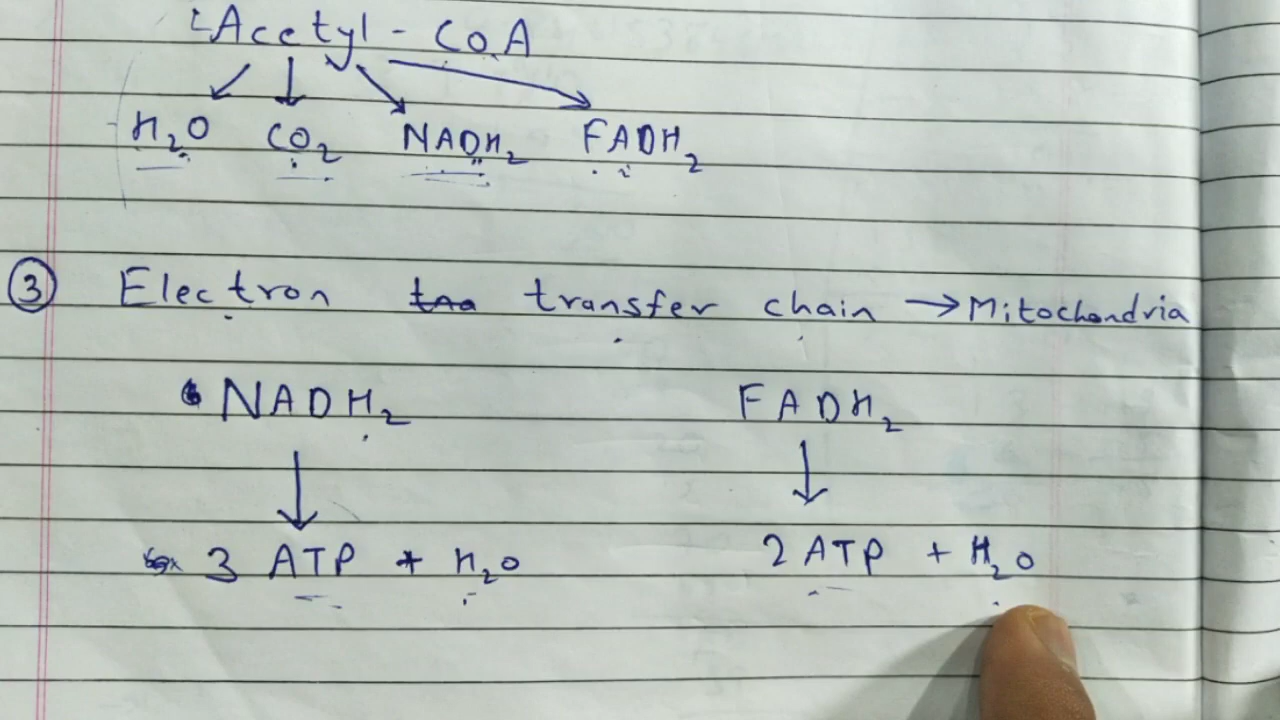 Acetyl - CoA
H₂O CO₂ NADH₂ FADH₂
③ Electron transfer chain → Mitochondria
NADH₂ FADH₂
3 ATP + H₂O 2 ATP + H₂O